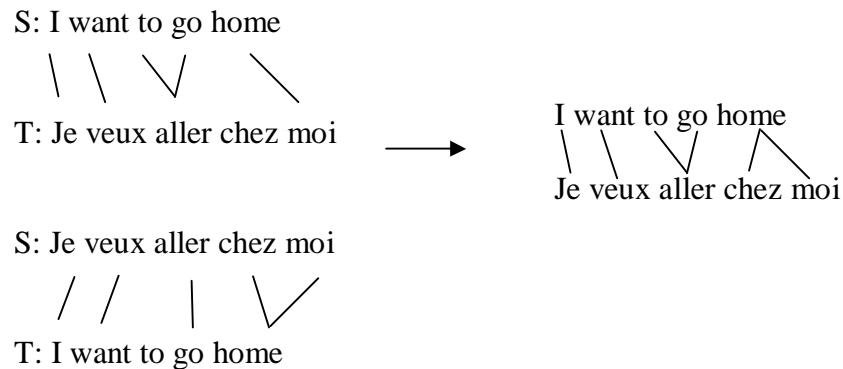 S: I want to go home
T: Je veux aller chez moi
S: Je veux aller chez moi
T: I want to go home
I want to go home
Je veux aller chez moi